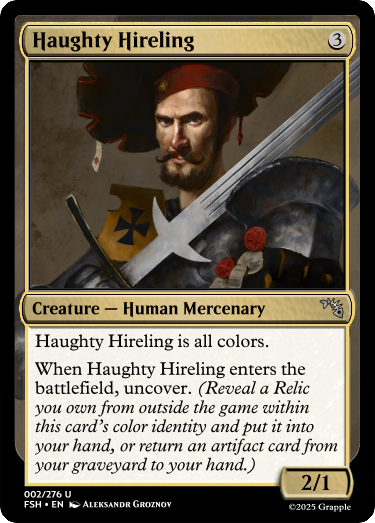 Haughty Hireling 3
Creature — Human Mercenary
Haughty Hireling is all colors.
When Haughty Hireling enters the
battlefield, uncover. (Reveal a Relic
you own from outside the game within
this card's color identity and put it into
your hand, or return an artifact card from
your graveyard to your hand.)
2/1
002/276 U
FSH • EN Aleksandr Groznov
©2025 Grapple